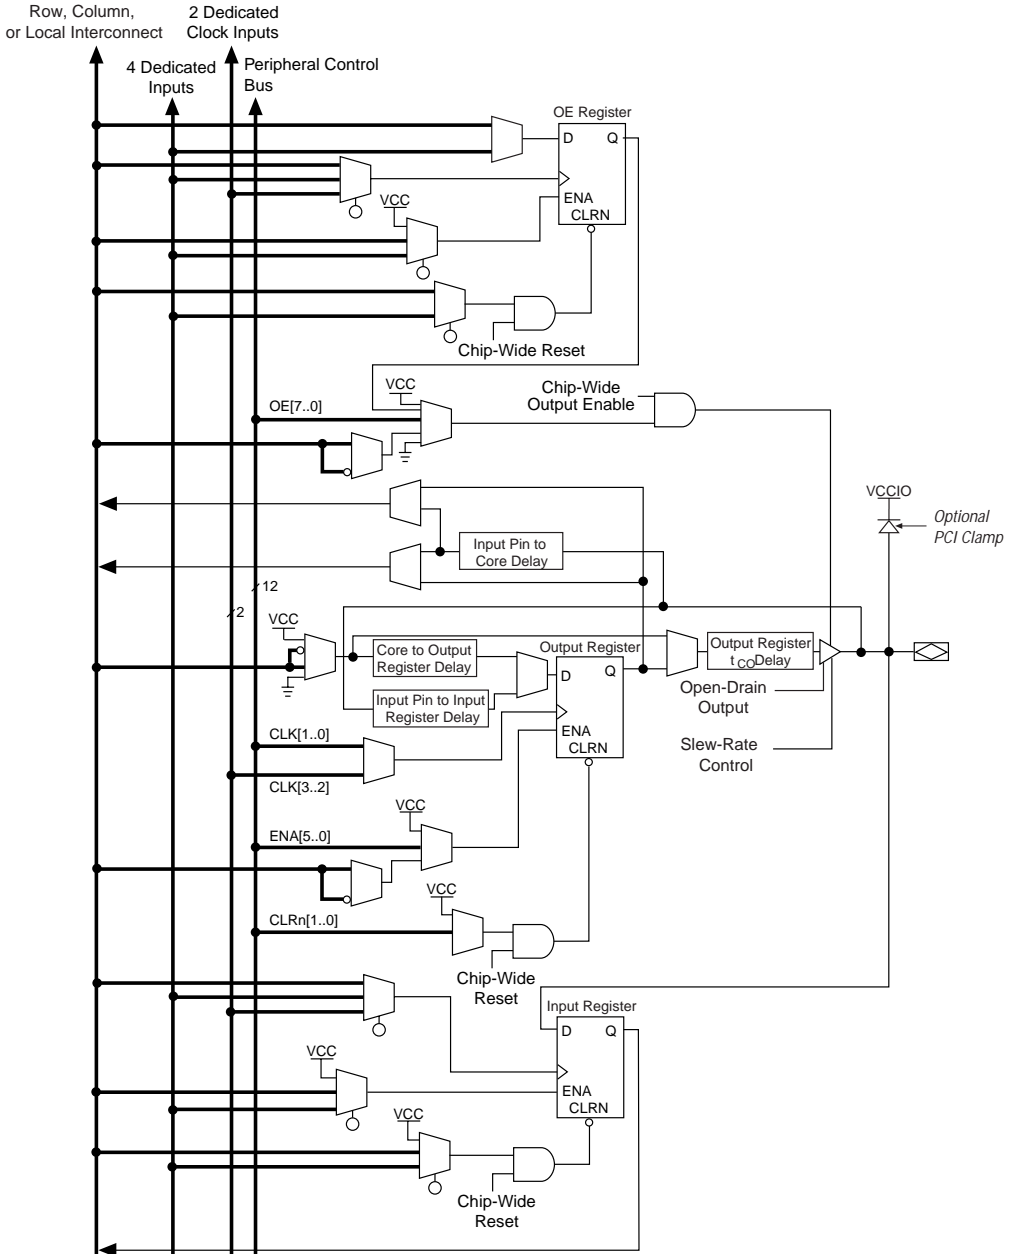 Row, Column,
or Local Interconnect
2 Dedicated
Clock Inputs
4 Dedicated
Inputs
Peripheral Control
Bus
OE Register
D Q
ENA
CLRN
VCC
Chip-Wide Reset
VCC
OE[7..0]
Chip-Wide
Output Enable
VCCIO
Optional
PCI Clamp
Input Pin to
Core Delay
12
2
VCC
Core to Output
Register Delay
Input Pin to Input
Register Delay
Output Register
D Q
ENA
CLRN
Output Register
tCO Delay
Open-Drain
Output
Slew-Rate
Control
CLK[1..0]
CLK[3..2]
VCC
ENA[5..0]
VCC
CLRn[1..0]
Chip-Wide
Reset
Input Register
D Q
ENA
CLRN
VCC
VCC
Chip-Wide
Reset